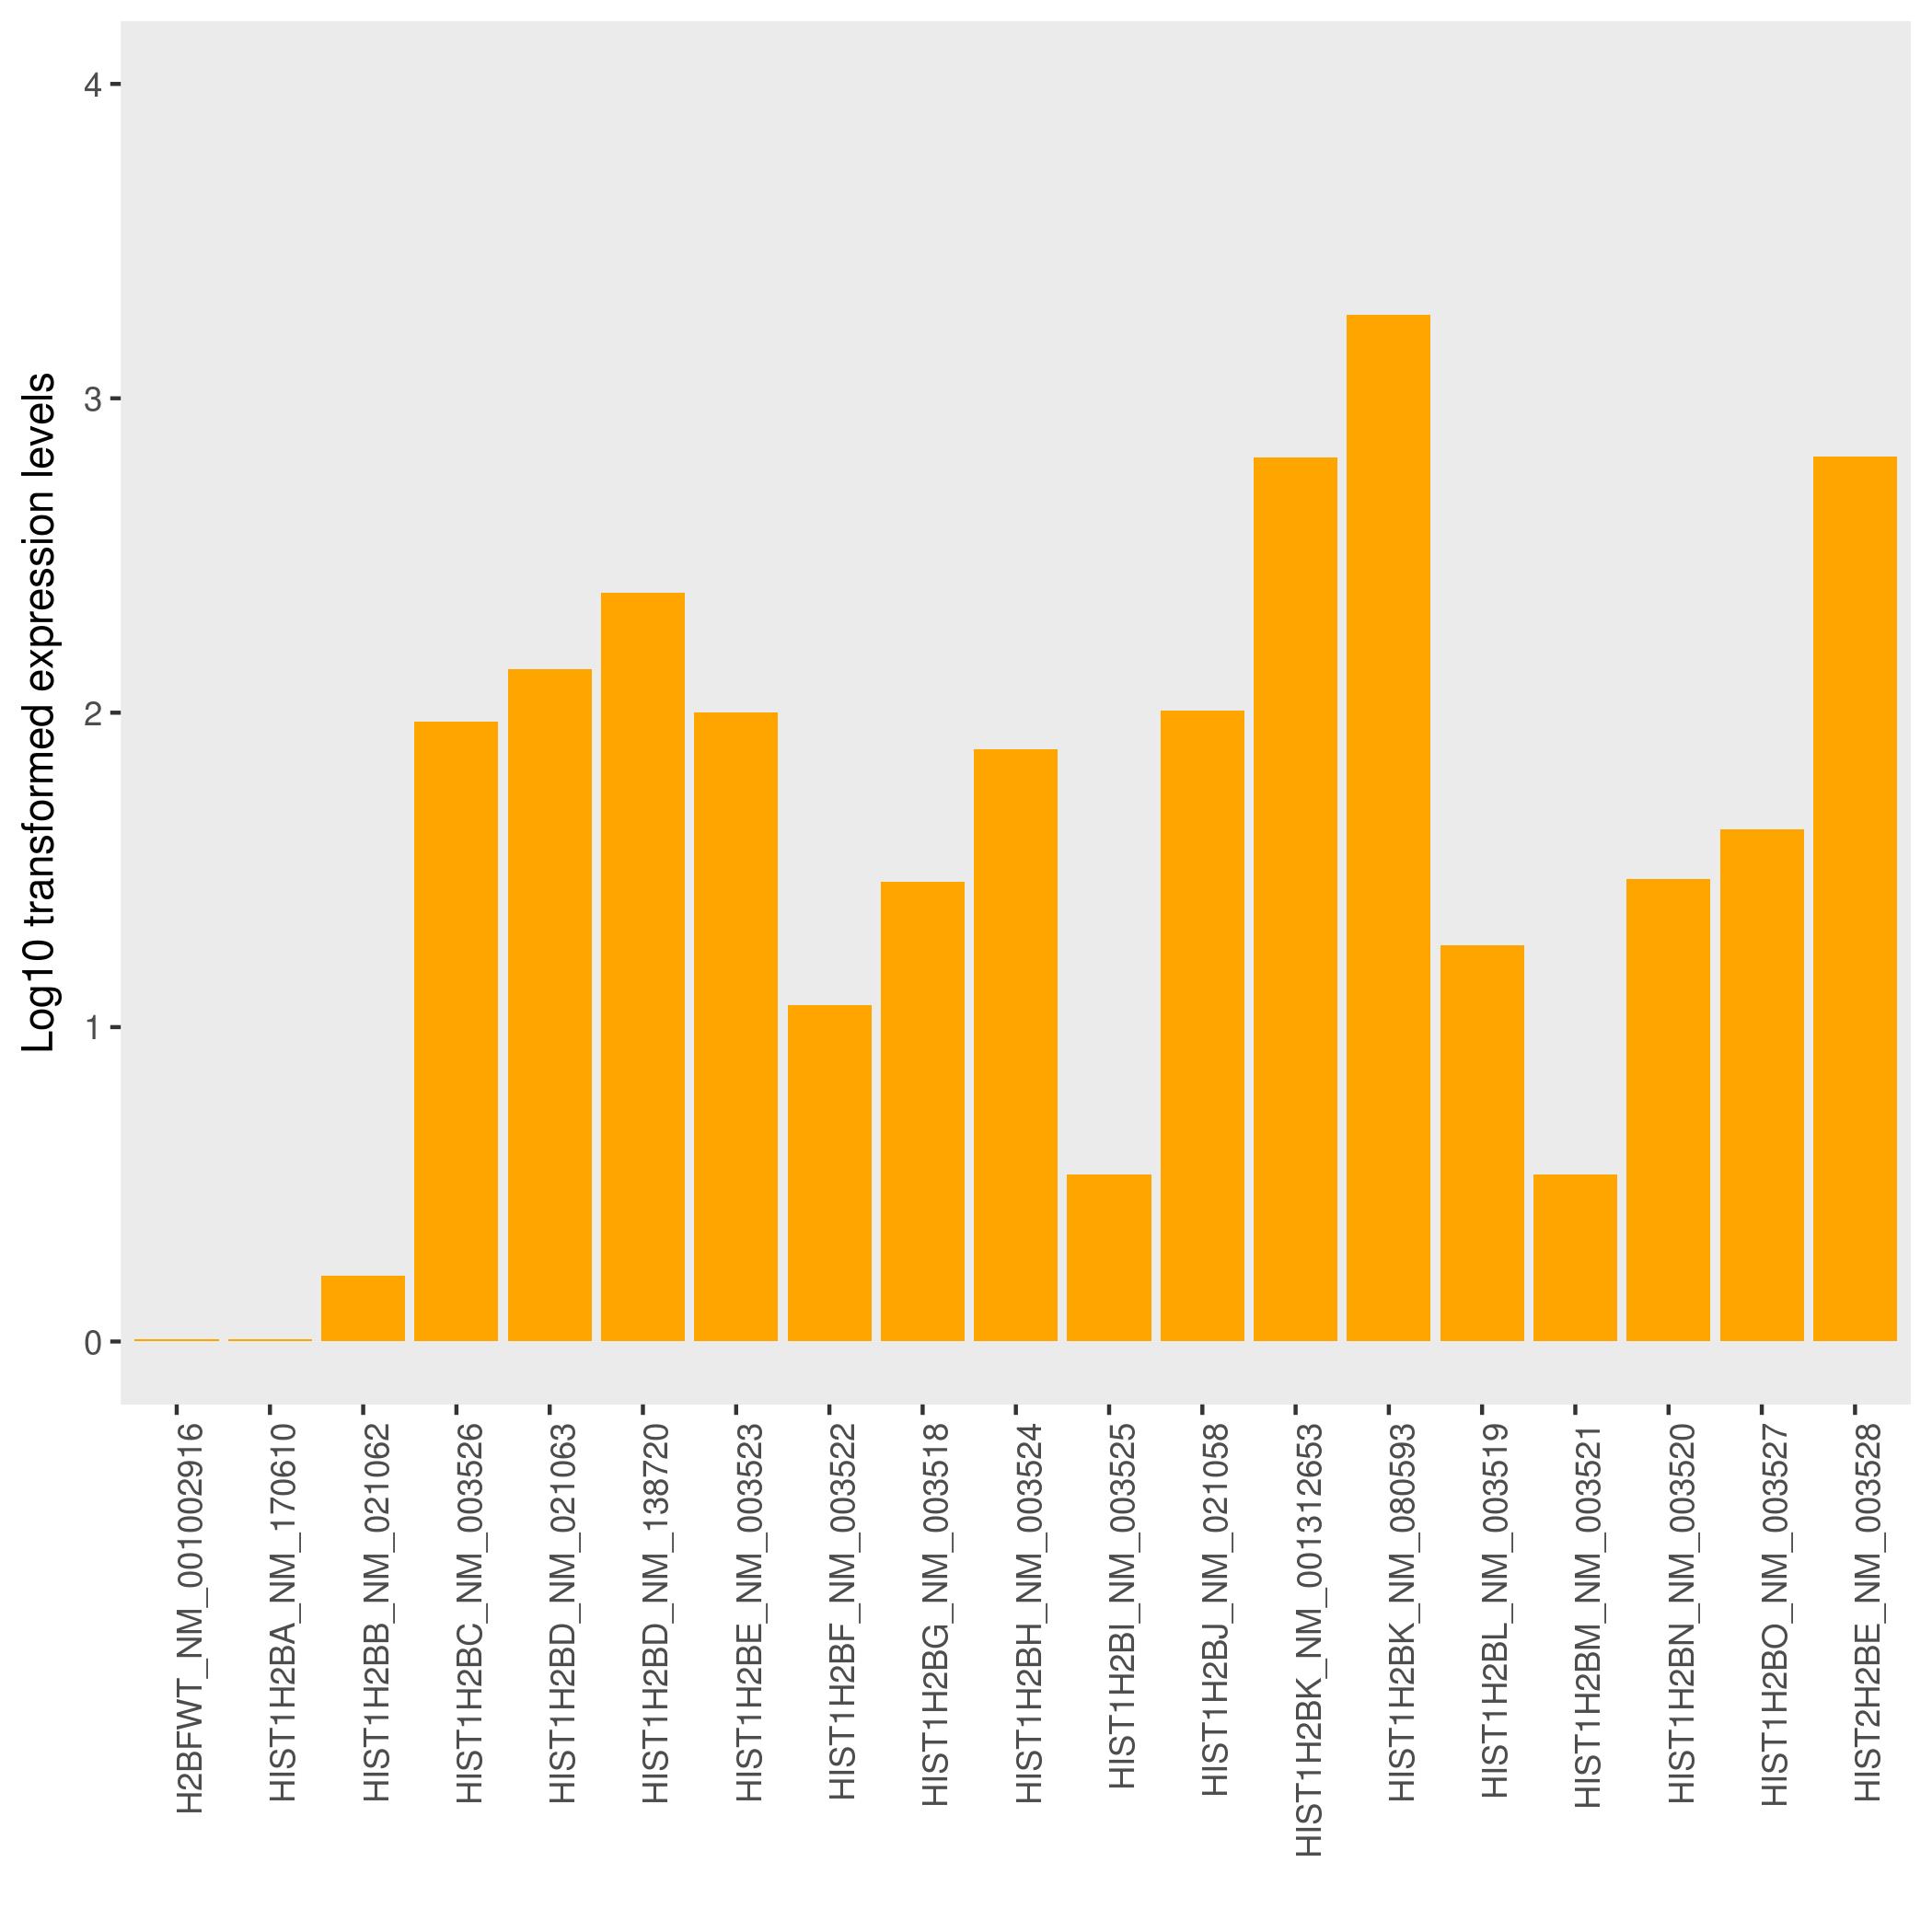 Log10 transformed expression levels
4
3
2
1
0
H2BFWT_NM_001002916
HIST1H2BA_NM_170610
HIST1H2BB_NM_021062
HIST1H2BC_NM_003526
HIST1H2BD_NM_021063
HIST1H2BD_NM_138720
HIST1H2BE_NM_003523
HIST1H2BF_NM_003522
HIST1H2BG_NM_003518
HIST1H2BH_NM_003524
HIST1H2BI_NM_003525
HIST1H2BJ_NM_021058
HIST1H2BK_NM_001312653
HIST1H2BK_NM_080593
HIST1H2BL_NM_003519
HIST1H2BM_NM_003521
HIST1H2BN_NM_003520
HIST1H2BO_NM_003527
HIST2H2BE_NM_003528